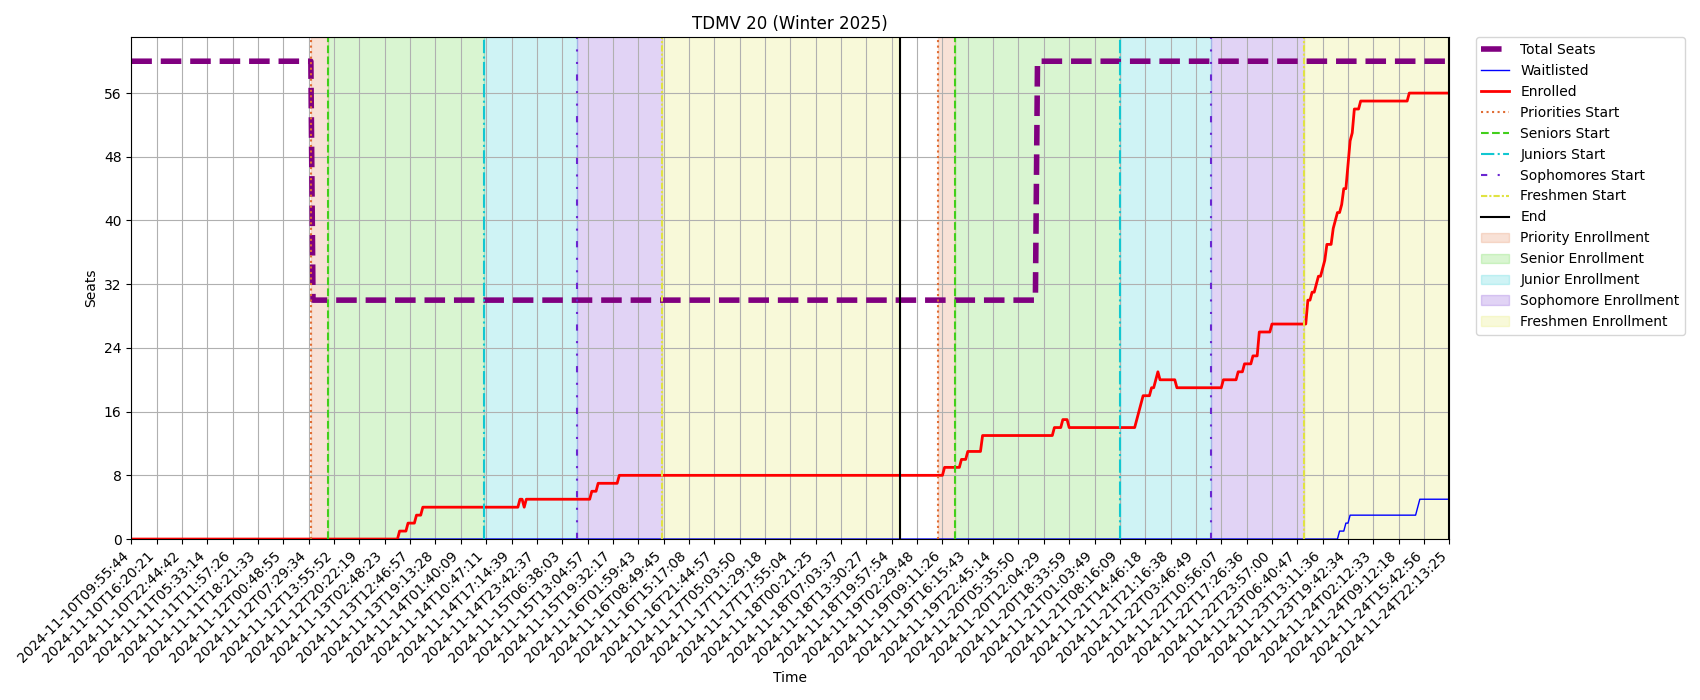 TDMV 20 (Winter 2025)
Seats
56
48
40
32
24
16
8
0
2024-11-10T09:55:44
2024-11-10T16:20:21
2024-11-10T22:44:42
2024-11-11T05:33:14
2024-11-11T11:57:26
2024-11-11T18:21:33
2024-11-12T00:48:55
2024-11-12T07:29:34
2024-11-12T13:55:52
2024-11-12T20:22:19
2024-11-13T02:48:23
2024-11-13T12:46:57
2024-11-13T19:13:28
2024-11-14T01:40:09
2024-11-14T10:47:11
2024-11-14T17:14:39
2024-11-14T23:42:37
2024-11-15T06:38:03
2024-11-15T13:04:57
2024-11-15T19:32:17
2024-11-16T01:59:43
2024-11-16T08:49:45
2024-11-16T15:17:08
2024-11-16T21:44:57
2024-11-17T05:03:50
2024-11-17T11:29:18
2024-11-17T17:55:04
2024-11-18T00:21:25
2024-11-18T07:03:37
2024-11-18T13:30:27
2024-11-18T19:57:54
2024-11-19T02:29:48
2024-11-19T09:11:26
2024-11-19T16:15:43
2024-11-19T22:45:14
2024-11-20T05:35:50
2024-11-20T12:04:29
2024-11-20T18:33:59
2024-11-21T01:03:49
2024-11-21T08:16:09
2024-11-21T14:46:18
2024-11-21T21:16:38
2024-11-22T03:46:49
2024-11-22T10:56:07
2024-11-22T17:26:36
2024-11-22T23:57:00
2024-11-23T06:40:47
2024-11-23T13:11:36
2024-11-23T19:42:34
2024-11-24T02:12:33
2024-11-24T09:12:18
2024-11-24T15:42:56
2024-11-24T22:13:25
Time
Total Seats
Waitlisted
Enrolled
Priorities Start
Seniors Start
Juniors Start
Sophomores Start
Freshmen Start
End
Priority Enrollment
Senior Enrollment
Junior Enrollment
Sophomore Enrollment
Freshmen Enrollment